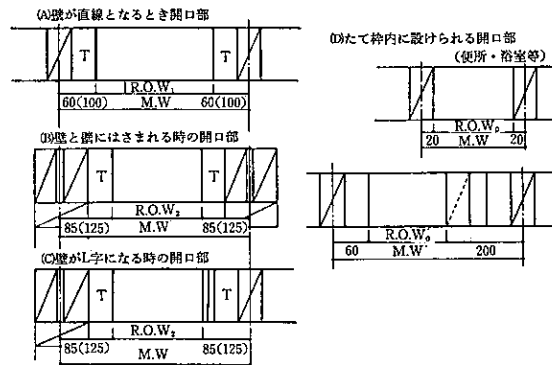 (A)壁が直線となるとき開口部
T
T
R.O.W₁
60(100)
M.W
60(100)
(B)壁と壁にはさまれる時の開口部
T
T
R.O.W₂
85(125)
M.W
85(125)
(C)壁がL字になる時の開口部
T
T
R.O.W₂
85(125)
85(125)
M.W
(D)たて枠内に設けられる開口部
(便所・浴室等)
R.O.W₀
20
M.W
20
R.O.W₀
60
M.W
200